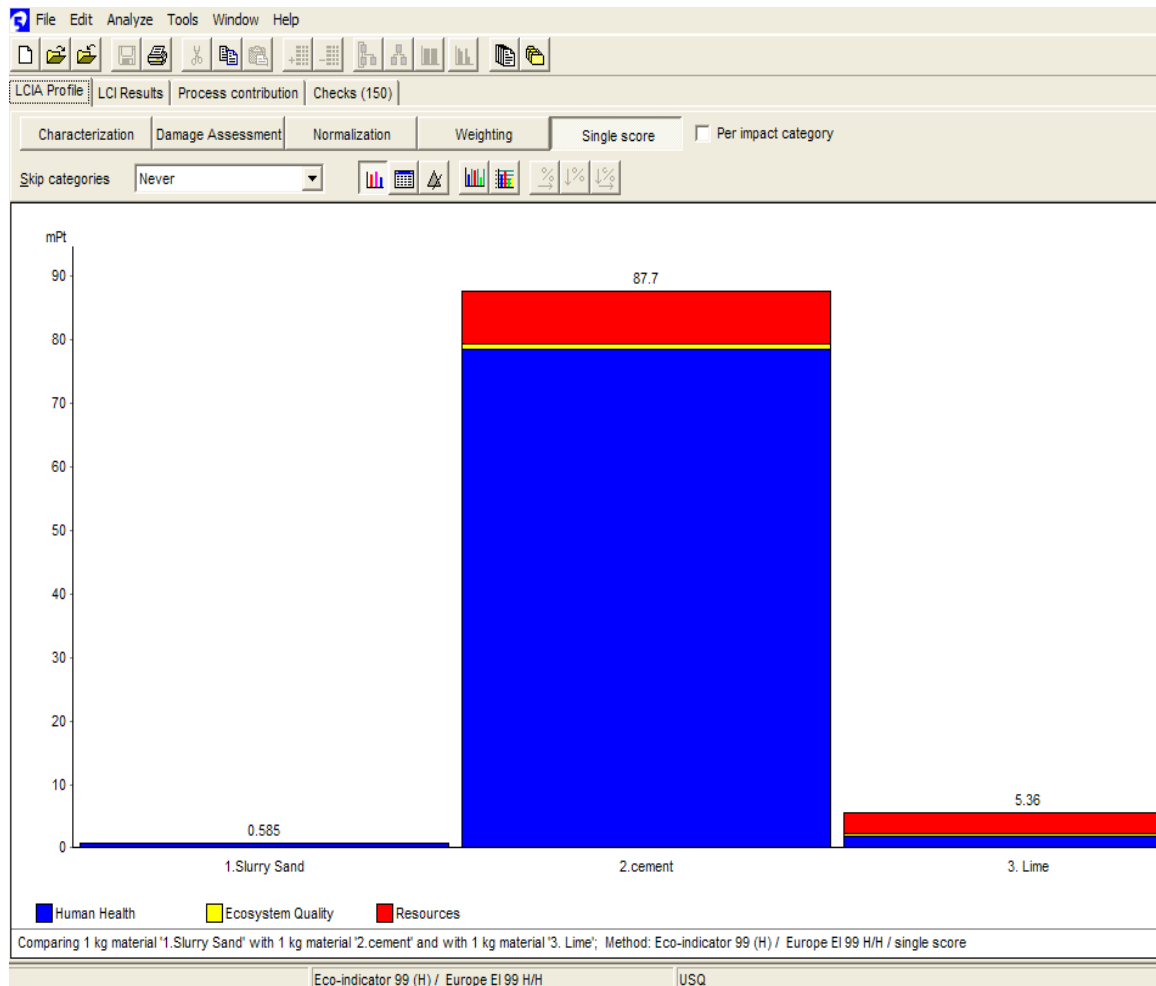 File Edit Analyze Tools Window Help
LCIA Profile LCI Results Process contribution Checks (150)
Characterization Damage Assessment Normalization Weighting Single score Per impact category
Skip categories Never
mPt
90
80
70
60
50
40
30
20
10
0
0.585
87.7
5.36
1.Slurry Sand 2.cement 3. Lime
Human Health Ecosystem Quality Resources
Comparing 1 kg material '1.Slurry Sand' with 1 kg material '2.cement' and with 1 kg material '3. Lime'; Method: Eco-indicator 99 (H) / Europe EI 99 H/H / single score
Eco-indicator 99 (H) / Europe EI 99 H/H USQ